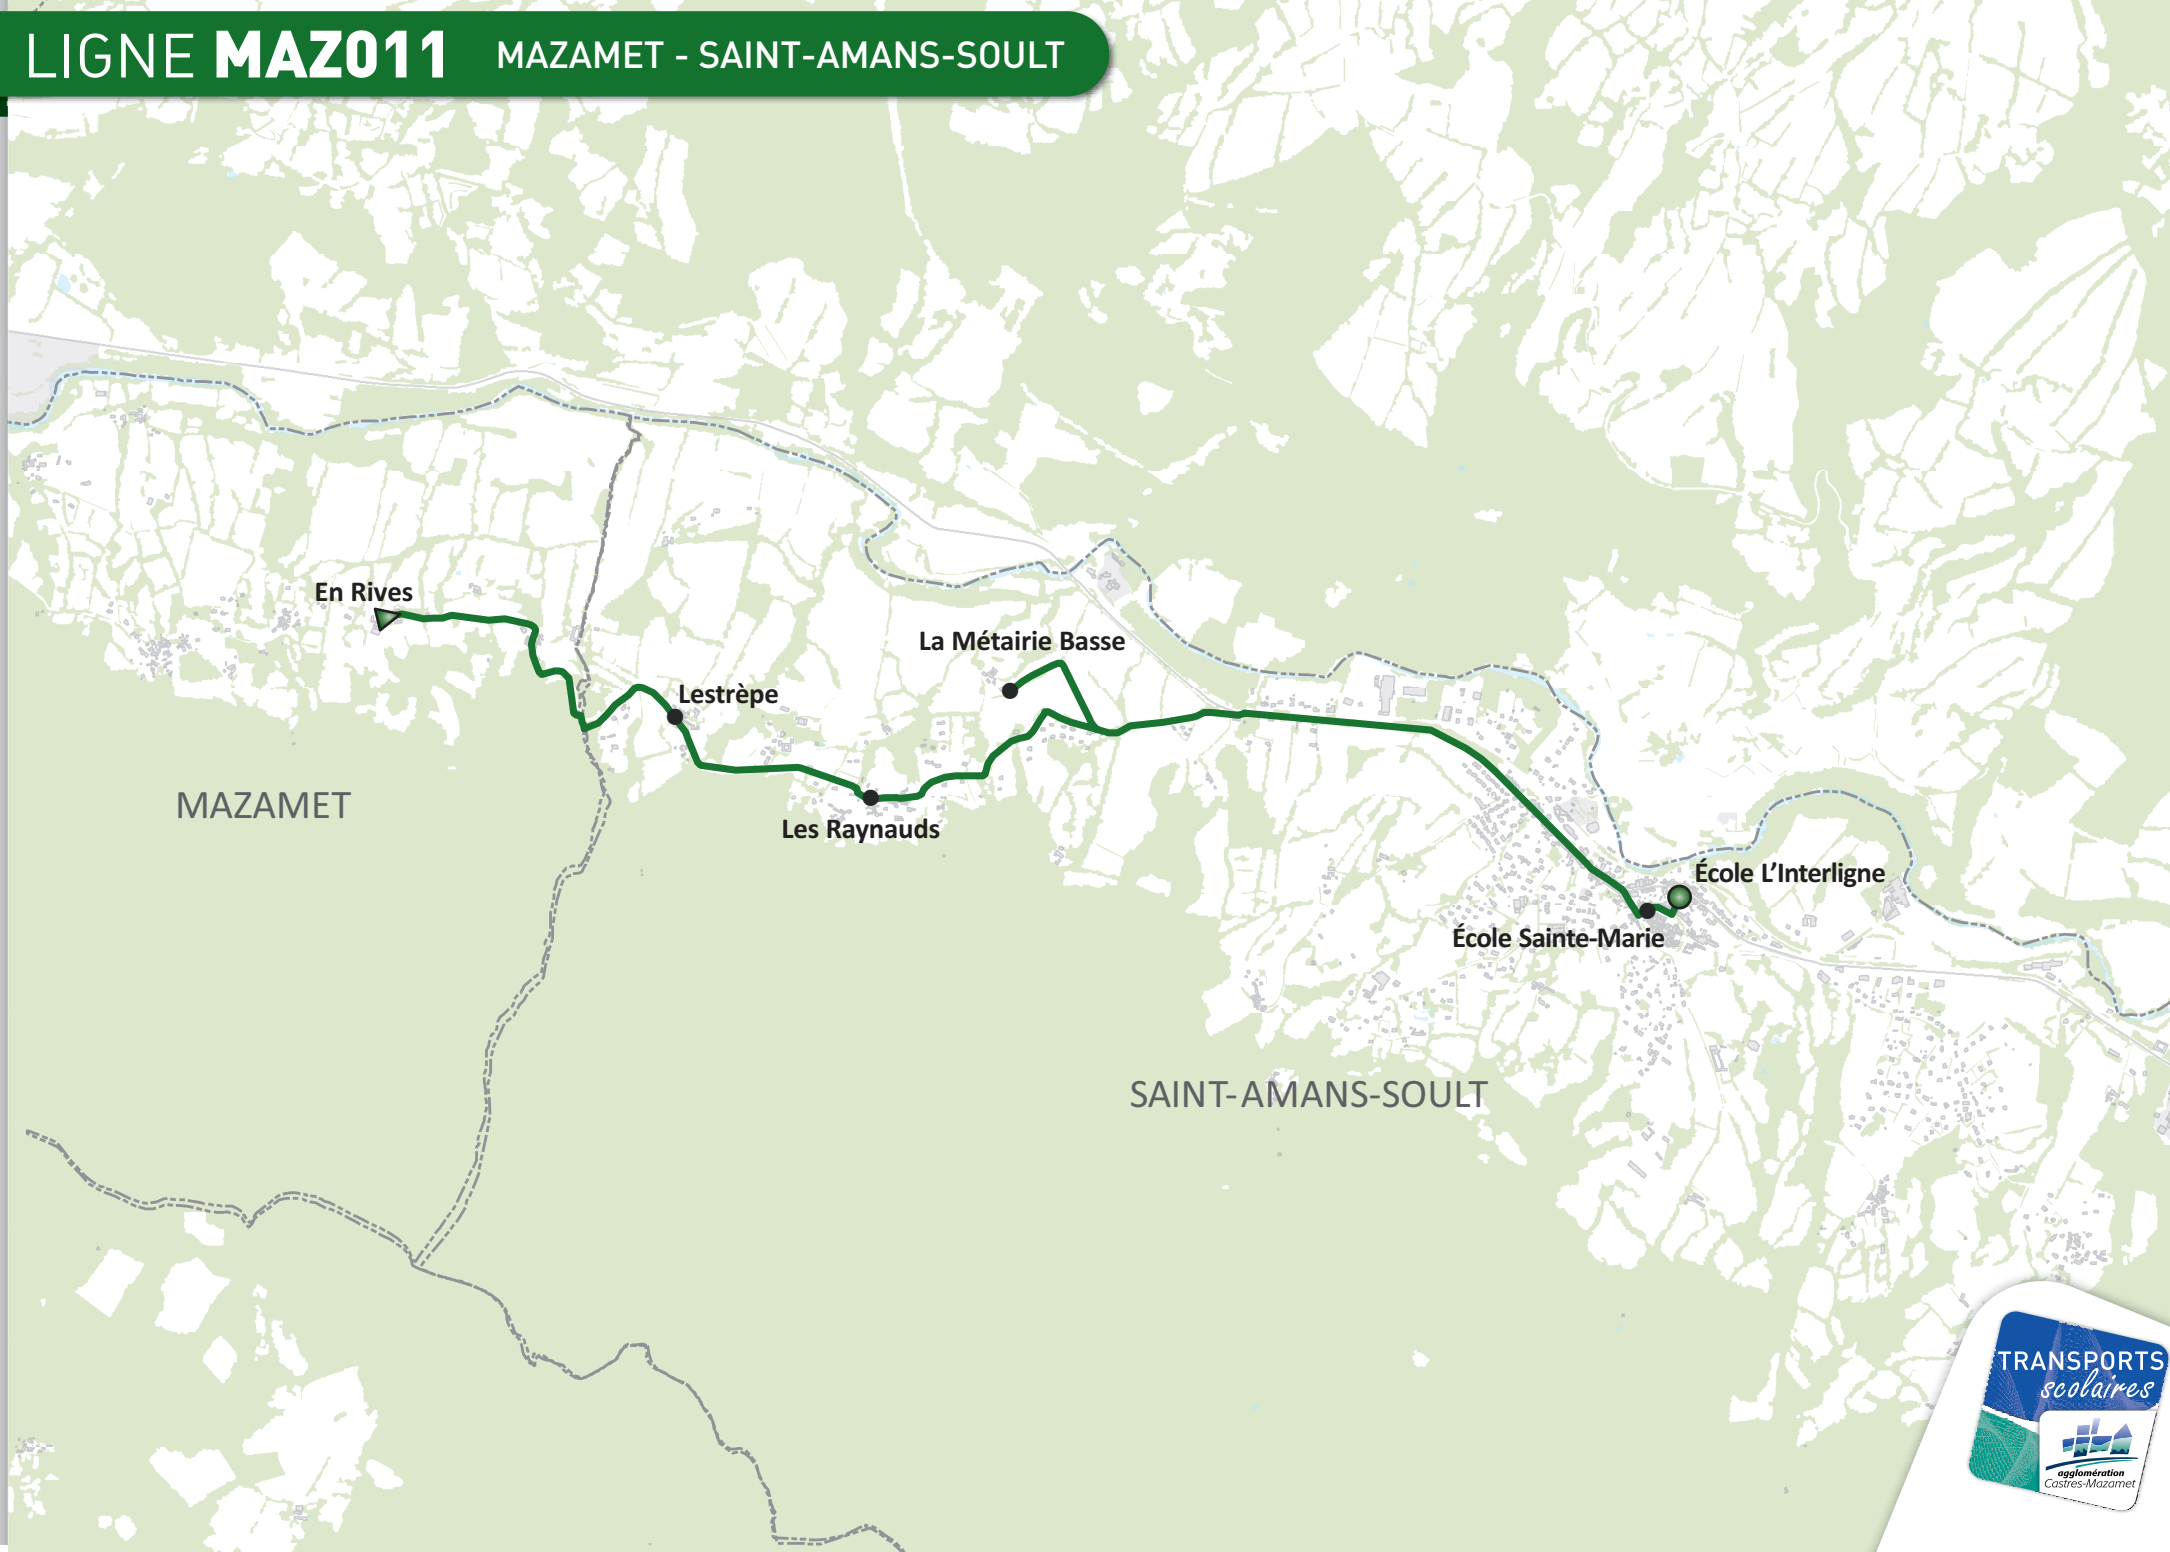 LIGNE MAZ011 MAZAMET - SAINT-AMANS-SOULT
En Rives
La Métairie Basse
Lestrèpe
MAZAMET
Les Raynauds
École L'Interligne
École Sainte-Marie
SAINT-AMANS-SOULT
TRANSPORTS
scolaires
agglomération
Castres-Mazamet